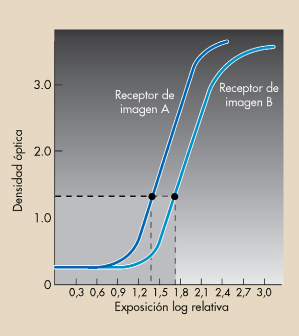 3.0
2.0
1.0
0
Densidad óptica
Receptor de
imagen A
Receptor de
imagen B
0,3 0,6 0,9 1,2 1,5 1,8 2,1 2,4 2,7 3,0
Exposición log relativa